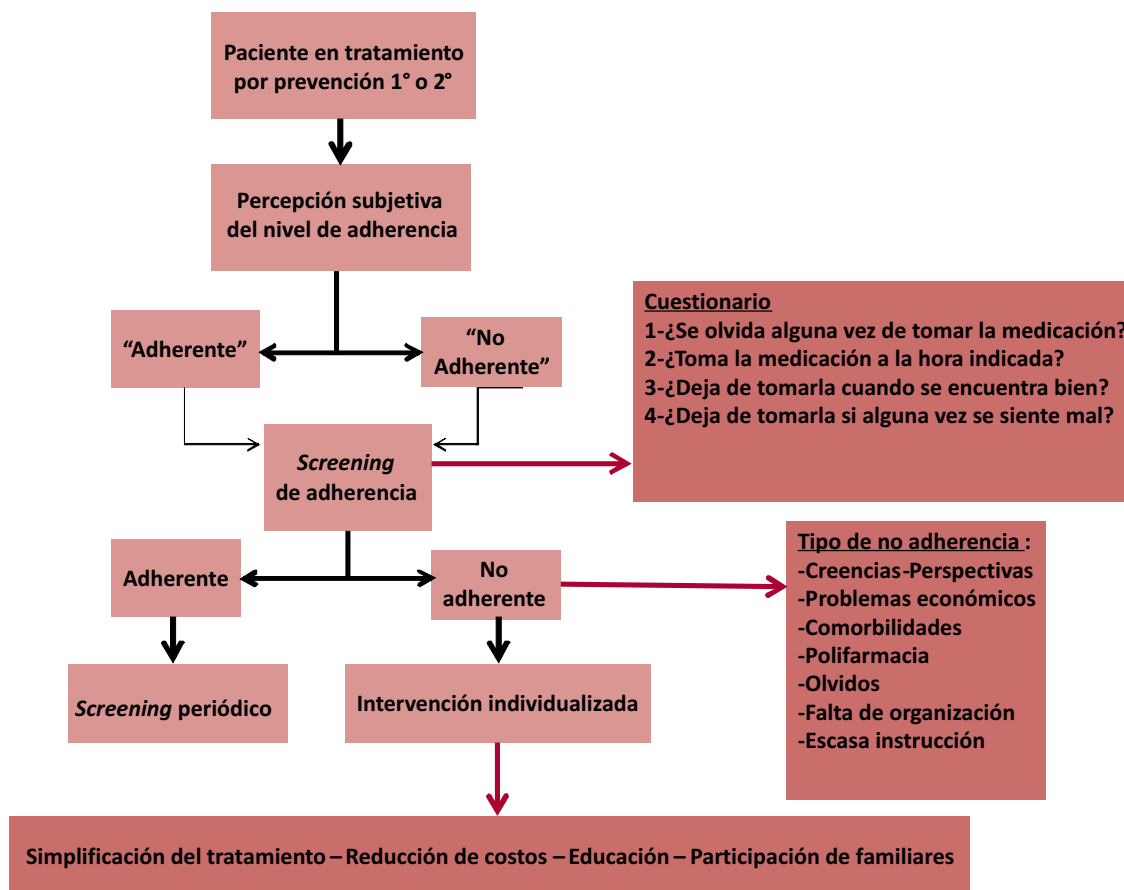 Paciente en tratamiento
por prevención 1° o 2°
Percepción subjetiva
del nivel de adherencia
“Adherente”
“No
Adherente”
Cuestionario
1-¿Se olvida alguna vez de tomar la medicación?
2-¿Toma la medicación a la hora indicada?
3-¿Deja de tomarla cuando se encuentra bien?
4-¿Deja de tomarla si alguna vez se siente mal?
Screening
de adherencia
Adherente
No
adherente
Tipo de no adherencia :
-Creencias-Perspectivas
-Problemas económicos
-Comorbilidades
-Polifarmacia
-Olvidos
-Falta de organización
-Escasa instrucción
Screening periódico
Intervención individualizada
Simplificación del tratamiento – Reducción de costos – Educación – Participación de familiares